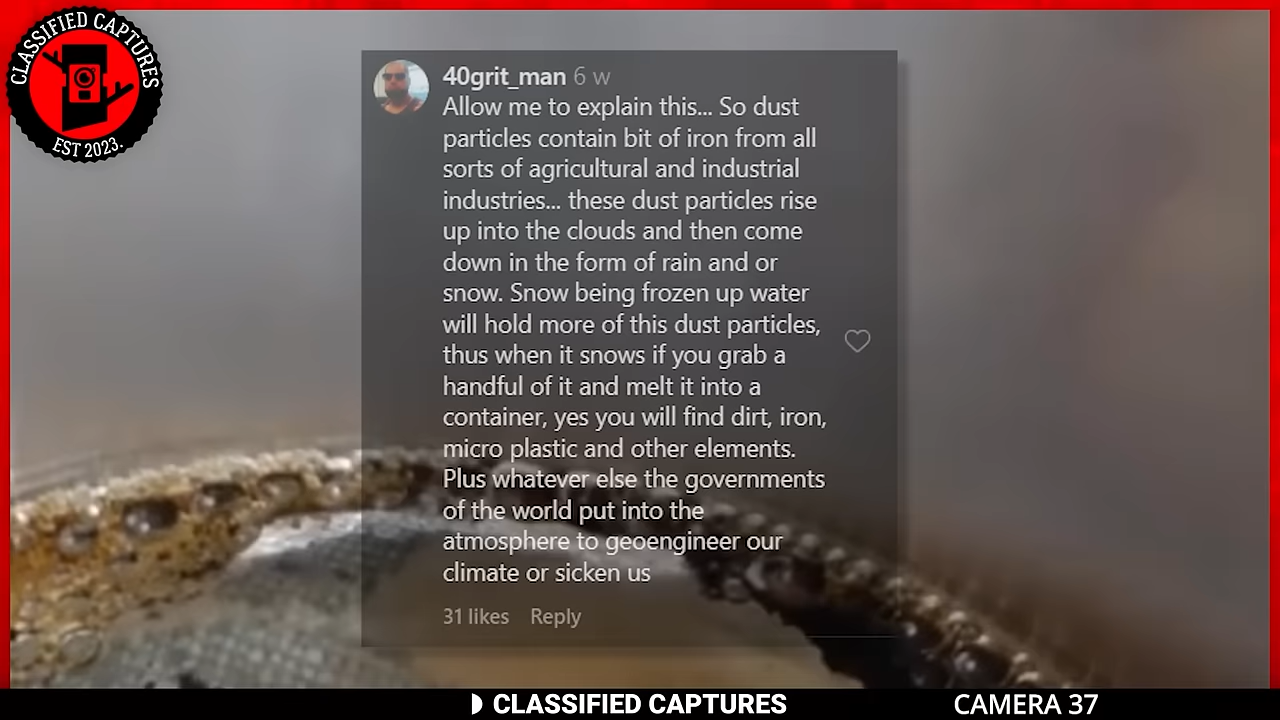 CLASSIFIED CAPTURES
EST 2023.
40grit_man 6 w
Allow me to explain this... So dust
particles contain bit of iron from all
sorts of agricultural and industrial
industries... these dust particles rise
up into the clouds and then come
down in the form of rain and or
snow. Snow being frozen up water
will hold more of this dust particles,
thus when it snows if you grab a
handful of it and melt it into a
container, yes you will find dirt, iron,
micro plastic and other elements.
Plus whatever else the governments
of the world put into the
atmosphere to geoengineer our
climate or sicken us
31 likes Reply
CLASSIFIED CAPTURES
CAMERA 37